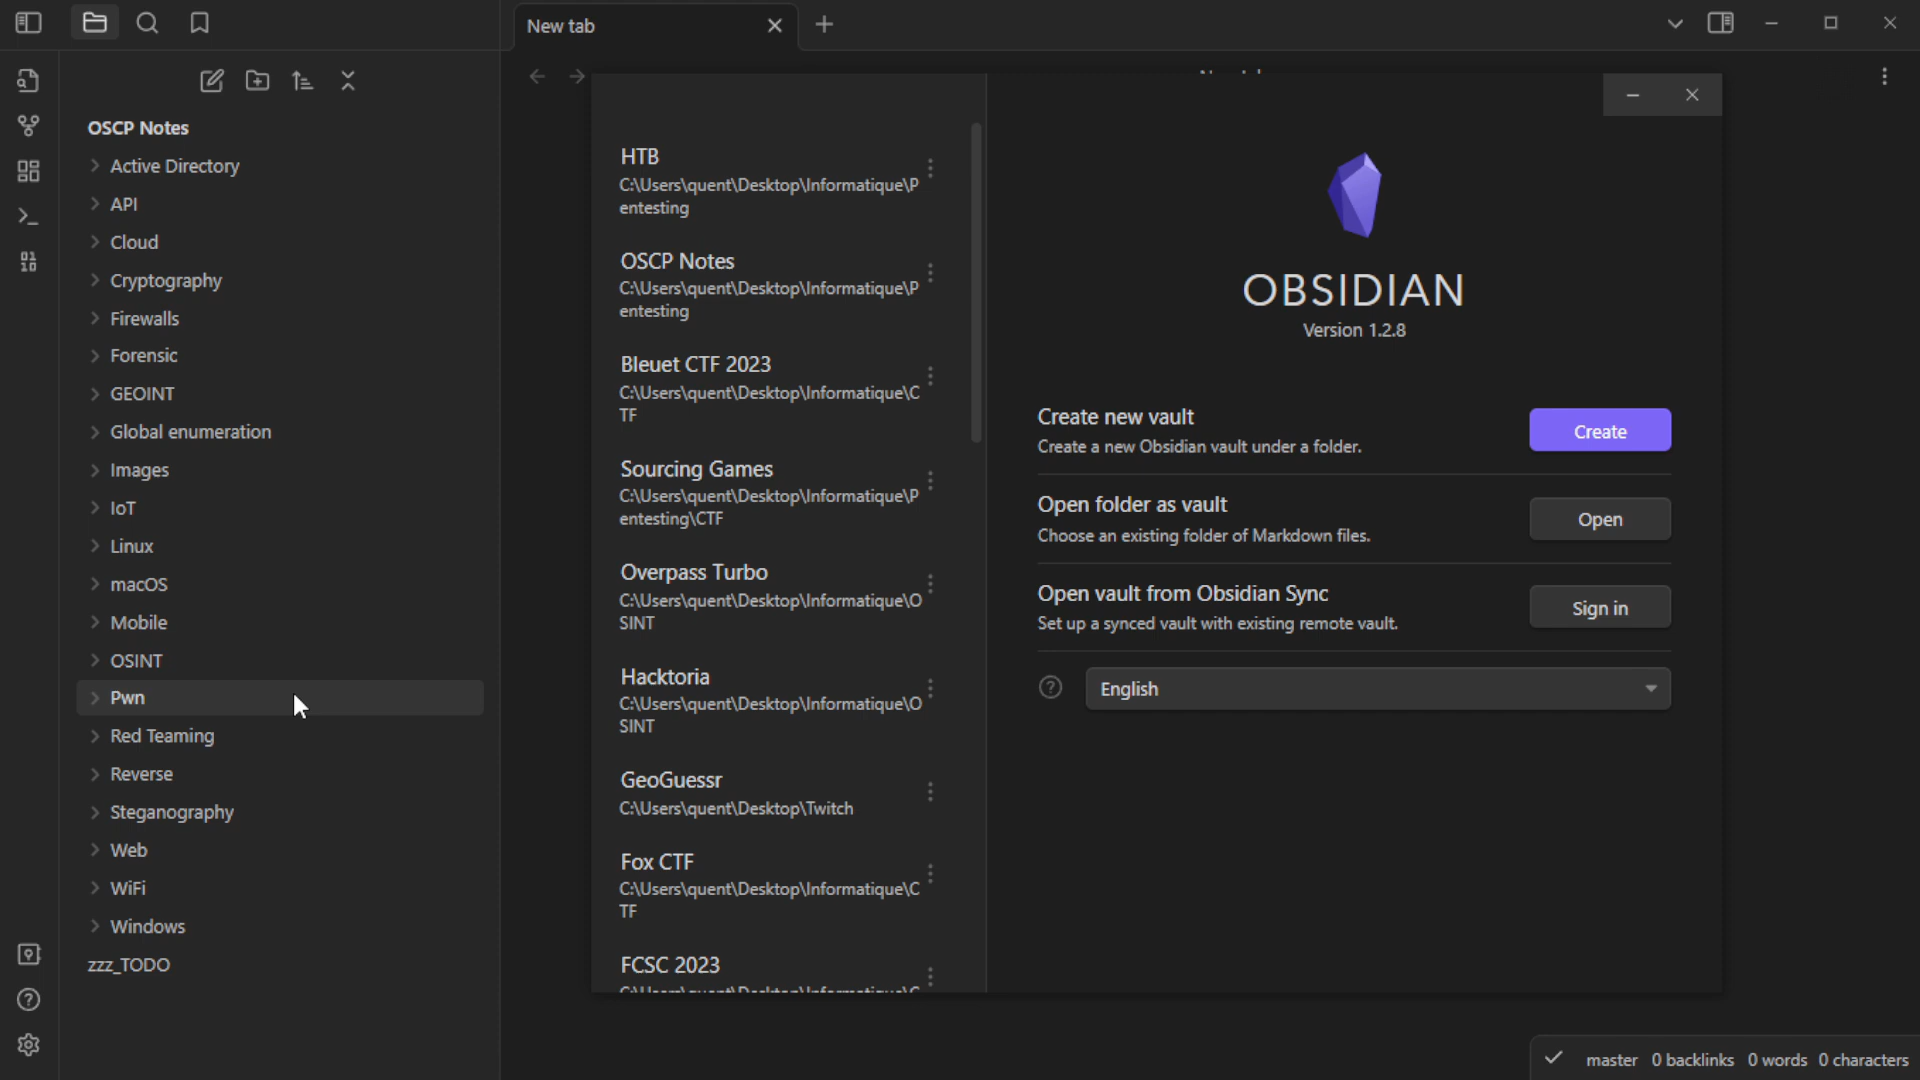 New tab
OSCP Notes
Active Directory
API
Cloud
Cryptography
Firewalls
Forensic
GEOINT
Global enumeration
Images
IoT
Linux
macOS
Mobile
OSINT
Pwn
Red Teaming
Reverse
Steganography
Web
WiFi
Windows
zzz_TODO
HTB
C:\Users\quent\Desktop\Informatique\P
entesting
OSCP Notes
C:\Users\quent\Desktop\Informatique\P
entesting
Bleuet CTF 2023
C:\Users\quent\Desktop\Informatique\C
TF
Sourcing Games
C:\Users\quent\Desktop\Informatique\P
entesting\CTF
Overpass Turbo
C:\Users\quent\Desktop\Informatique\O
SINT
Hacktoria
C:\Users\quent\Desktop\Informatique\O
SINT
GeoGuessr
C:\Users\quent\Desktop\Twitch
Fox CTF
C:\Users\quent\Desktop\Informatique\C
TF
FCSC 2023
OBSIDIAN
Version 1.2.8
Create new vault
Create a new Obsidian vault under a folder.
Create
Open folder as vault
Choose an existing folder of Markdown files.
Open
Open vault from Obsidian Sync
Set up a synced vault with existing remote vault.
Sign in
English
master 0 backlinks 0 words 0 characters